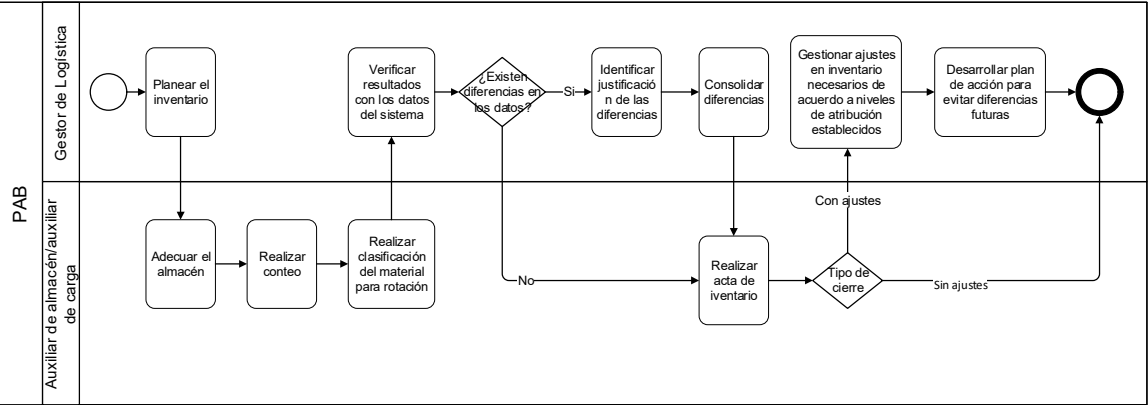 PAB
Gestor de Logística
Planear el
inventario
Verificar
resultados
con los datos
del sistema
¿Existen
diferencias en
los datos?
Si
Identificar
justificació
n de las
diferencias
Consolidar
diferencias
Gestionar ajustes
en inventario
necesarios de
acuerdo a niveles
de atribución
establecidos
Desarrollar plan
de acción para
evitar diferencias
futuras
Auxiliar de almacén/auxiliar
de carga
Adecuar el
almacén
Realizar
conteo
Realizar
clasificación
del material
para rotación
No
Realizar
acta de
iventario
Tipo de
cierre
Con ajustes
Sin ajustes